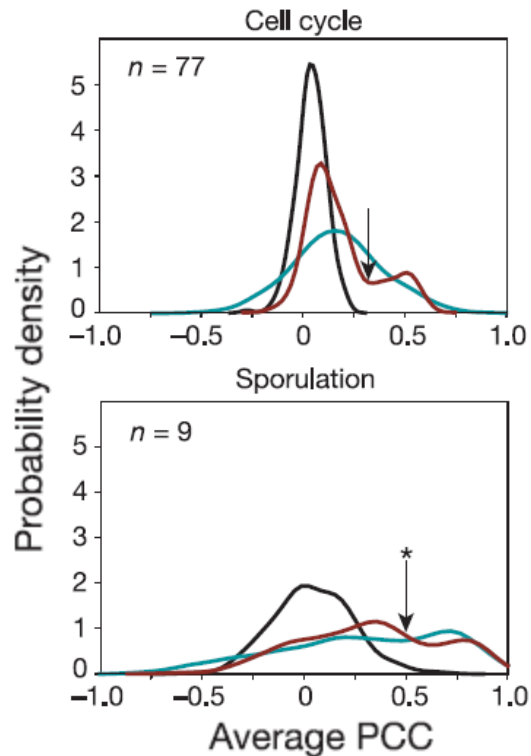 Cell cycle
n = 77
5
4
3
2
1
0
−1.0 −0.5 0 0.5 1.0
Sporulation
n = 9
*
5
4
3
2
1
0
−1.0 −0.5 0 0.5 1.0
Probability density
Average PCC